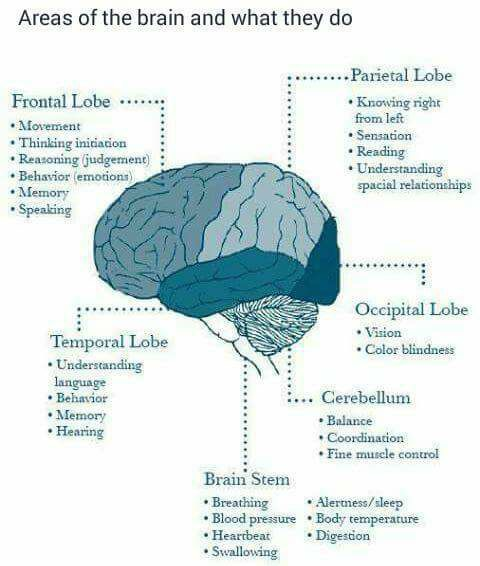 Areas of the brain and what they do
Frontal Lobe
• Movement
• Thinking initiation
• Reasoning (judgement)
• Behavior (emotions)
• Memory
• Speaking
Parietal Lobe
• Knowing right
from left
• Sensation
• Reading
• Understanding
spacial relationships
Occipital Lobe
• Vision
• Color blindness
Temporal Lobe
• Understanding
language
• Behavior
• Memory
• Hearing
Cerebellum
• Balance
• Coordination
• Fine muscle control
Brain Stem
• Breathing
• Blood pressure
• Heartbeat
• Swallowing
• Alertness/sleep
• Body temperature
• Digestion